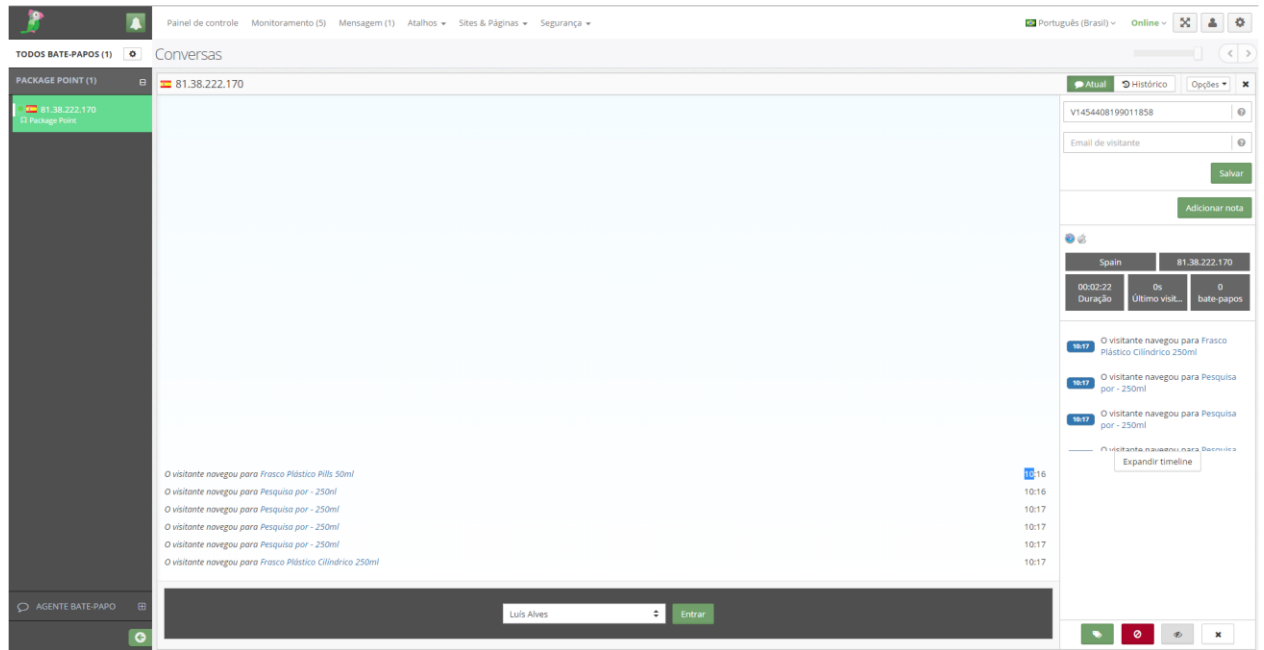 Painel de controle Monitoramento (5) Mensagem (1) Atalhos Sites & Páginas Segurança Português (Brasil) Online
TODOS BATE-PAPOS (1)
Conversas
PACKAGE POINT (1)
81.38.222.170
Package Point
81.38.222.170
Atual Histórico Opções
V1454408199011858
Email de visitante
Salvar
Adicionar nota
Spain 81.38.222.170
00:02:22 0s 0
Duração Último visit... bate-papos
10:17 O visitante navegou para Frasco
Plástico Cilíndrico 250ml
10:17 O visitante navegou para Pesquisa
por - 250ml
10:17 O visitante navegou para Pesquisa
por - 250ml
O visitante navegou para Pesquisa
Expandir timeline
O visitante navegou para Frasco Plástico Pills 50ml 10:16
O visitante navegou para Pesquisa por - 250nl 10:16
O visitante navegou para Pesquisa por - 250ml 10:17
O visitante navegou para Pesquisa por - 250ml 10:17
O visitante navegou para Pesquisa por - 250ml 10:17
O visitante navegou para Frasco Plástico Cilíndrico 250ml 10:17
AGENTE BATE-PAPO
Luís Alves Entrar